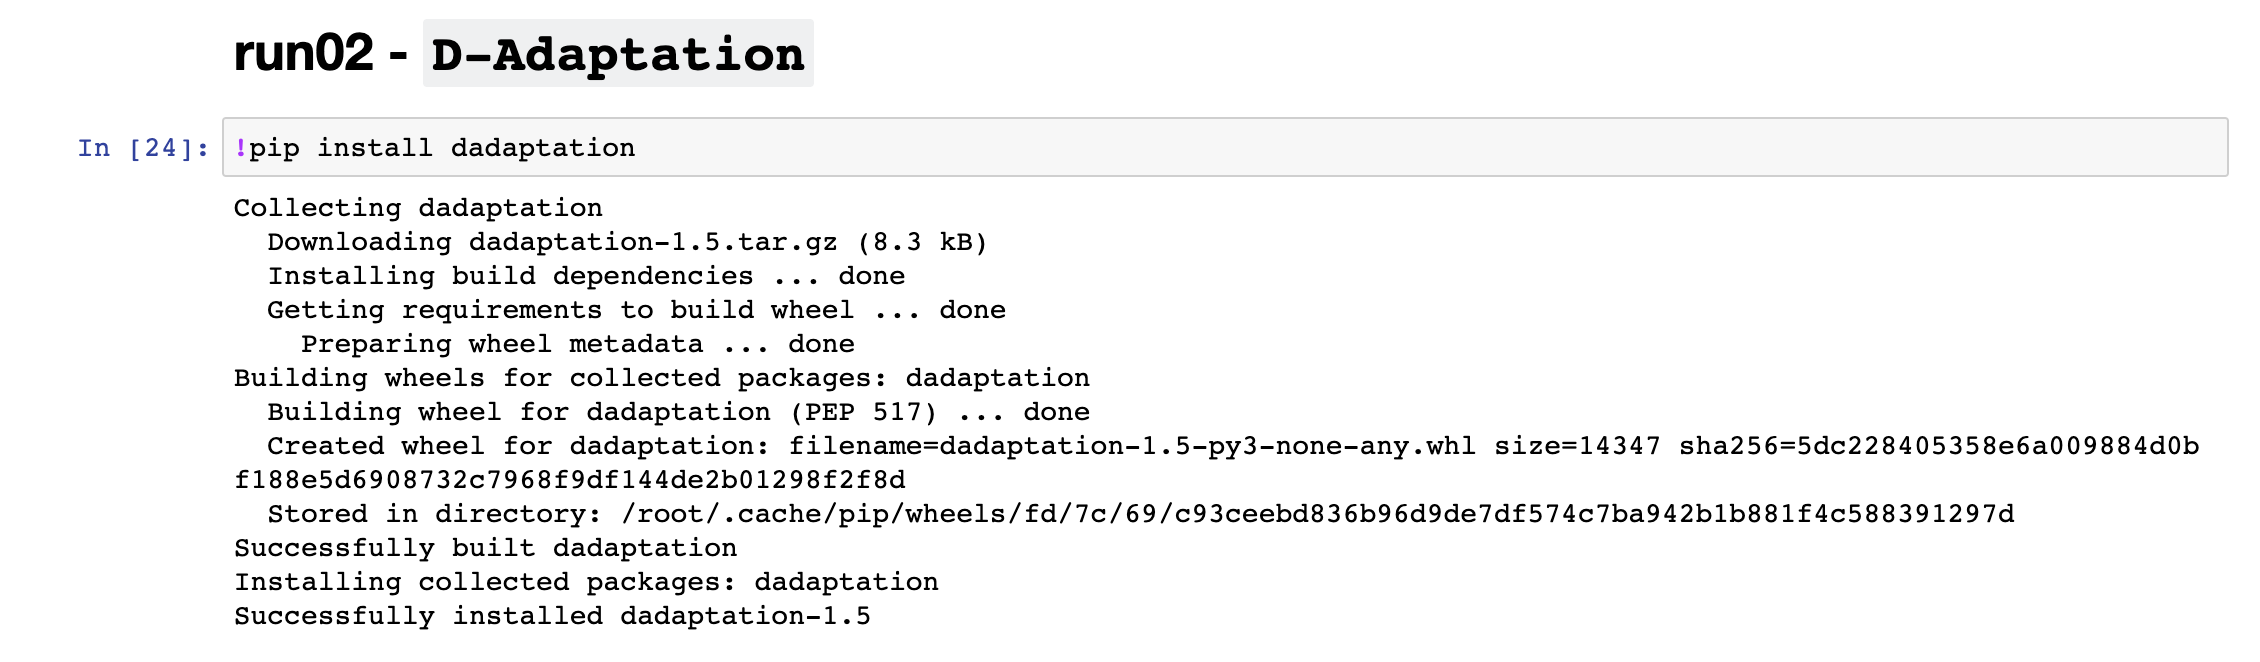 run02 - D-Adaptation
In [24]: !pip install dadaptation
Collecting dadaptation
  Downloading dadaptation-1.5.tar.gz (8.3 kB)
  Installing build dependencies ... done
  Getting requirements to build wheel ... done
    Preparing wheel metadata ... done
Building wheels for collected packages: dadaptation
  Building wheel for dadaptation (PEP 517) ... done
  Created wheel for dadaptation: filename=dadaptation-1.5-py3-none-any.whl size=14347 sha256=5dc228405358e6a009884d0b
f188e5d6908732c7968f9df144de2b01298f2f8d
  Stored in directory: /root/.cache/pip/wheels/fd/7c/69/c93ceebd836b96d9de7df574c7ba942b1b881f4c588391297d
Successfully built dadaptation
Installing collected packages: dadaptation
Successfully installed dadaptation-1.5